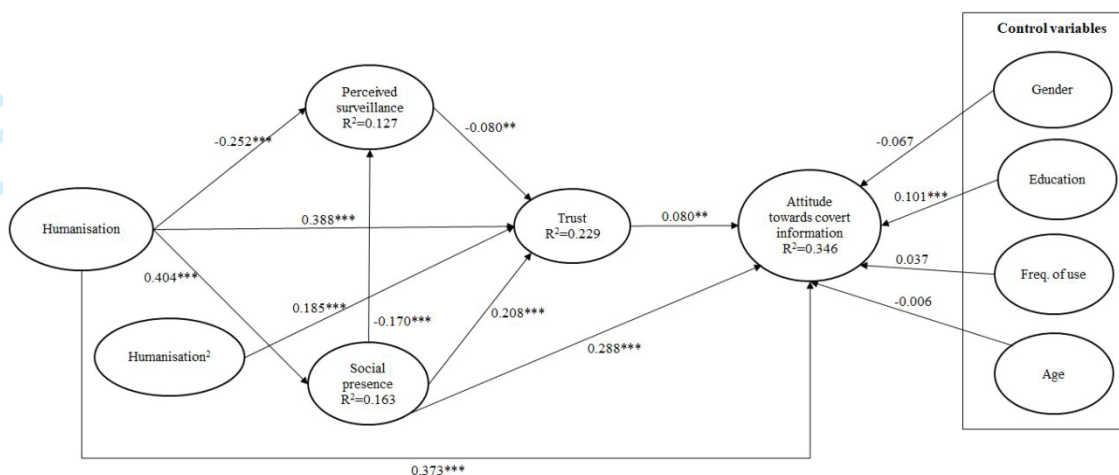 Control variables
Gender
Perceived
surveillance
R²=0.127
-0.252***
-0.080**
-0.067
Education
0.101***
Humanisation
0.388***
Trust
R²=0.229
0.080**
Attitude
towards covert
information
R²=0.346
0.404***
0.185***
-0.170***
0.208***
0.037
Freq. of use
-0.006
Humanisation²
Social
presence
R²=0.163
0.288***
Age
0.373***